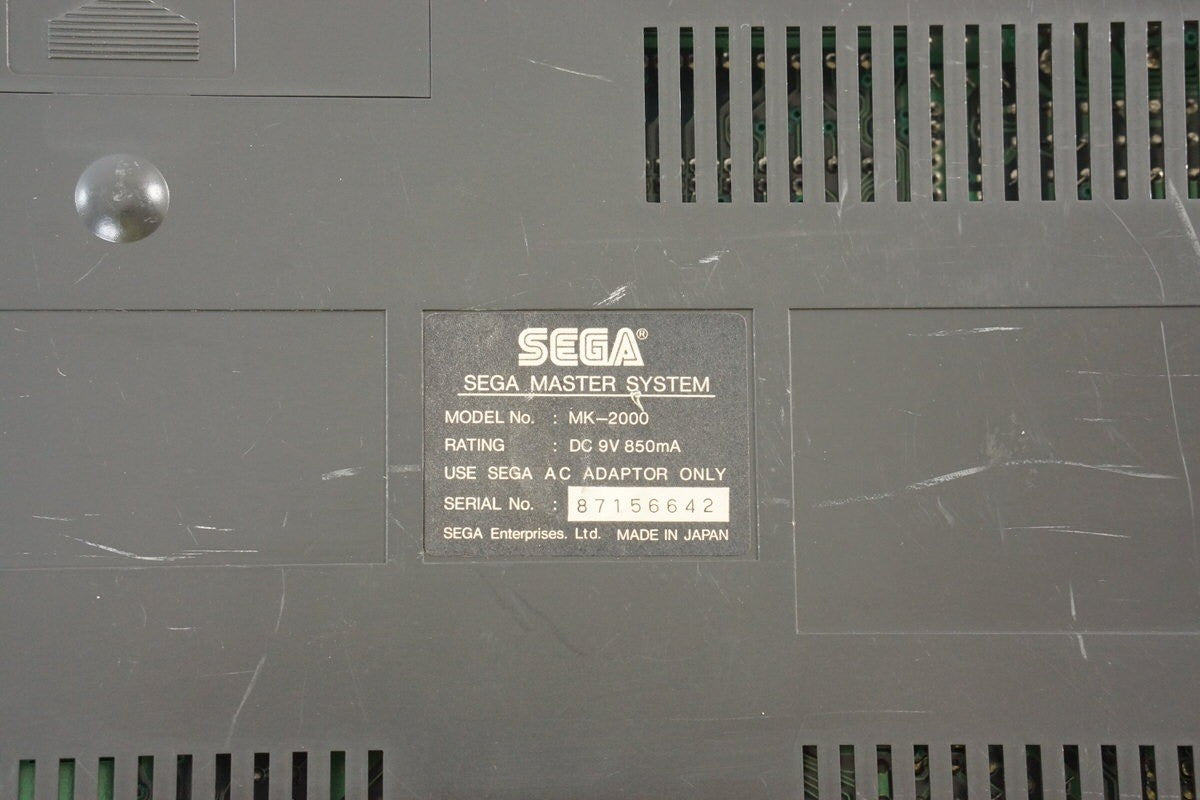 SEGA®
SEGA MASTER SYSTEM
MODEL No. : MK-2000
RATING : DC 9V 850mA
USE SEGA AC ADAPTOR ONLY
SERIAL No. : 87156642
SEGA Enterprises. Ltd. MADE IN JAPAN